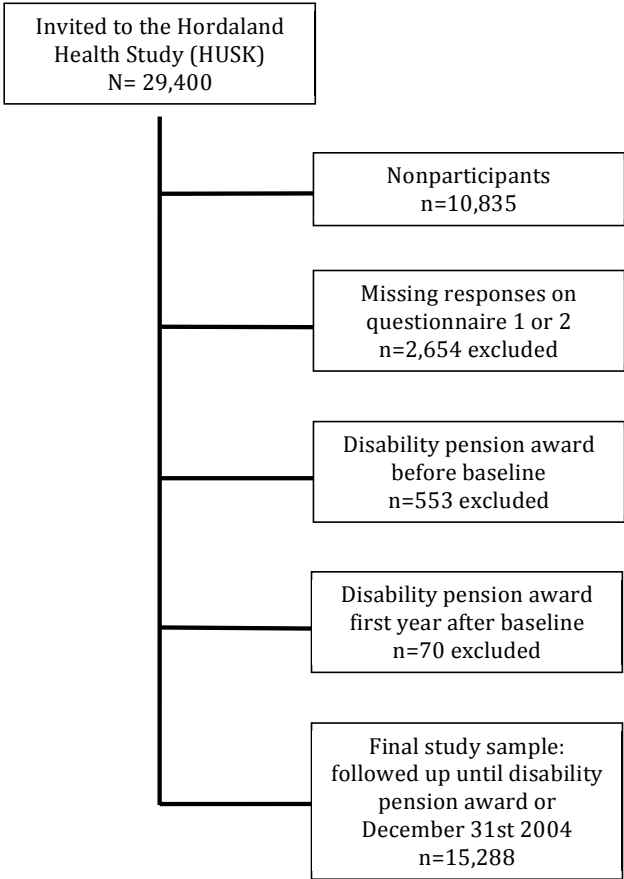 Invited to the Hordaland
Health Study (HUSK)
N= 29,400
Nonparticipants
n=10,835
Missing responses on
questionnaire 1 or 2
n=2,654 excluded
Disability pension award
before baseline
n=553 excluded
Disability pension award
first year after baseline
n=70 excluded
Final study sample:
followed up until disability
pension award or
December 31st 2004
n=15,288